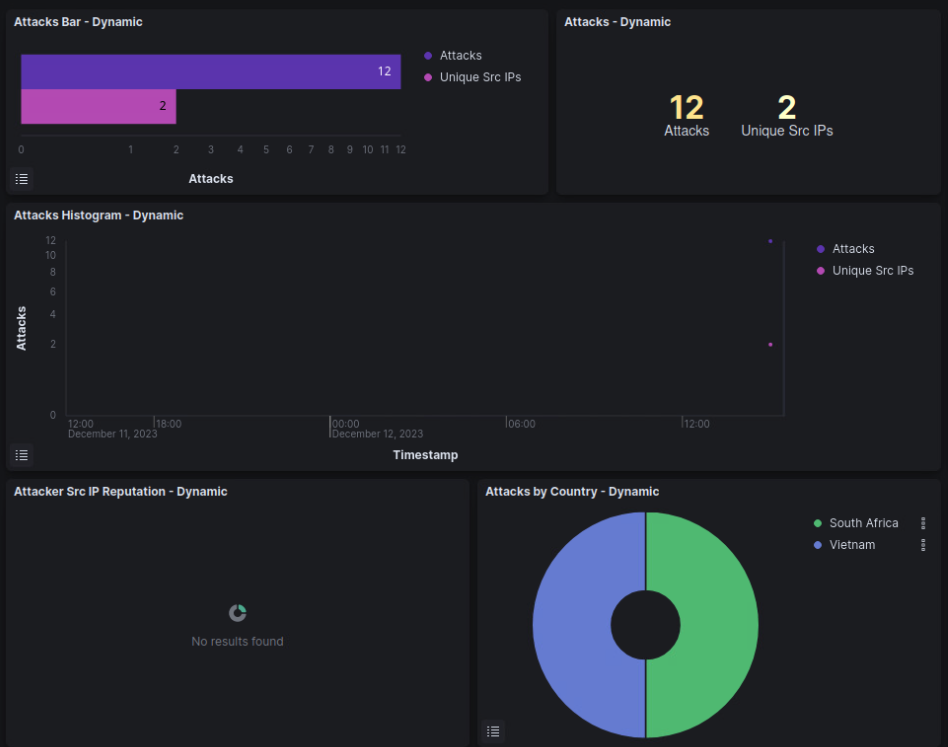 Attacks Bar - Dynamic
12
2
0 1 2 3 4 5 6 7 8 9 10 11 12
Attacks
Attacks
Unique Src IPs
Attacks - Dynamic
12 2
Attacks Unique Src IPs
Attacks Histogram - Dynamic
12
10
8
6
4
2
0
Attacks
12:00 18:00 00:00 06:00 12:00
December 11, 2023 December 12, 2023
Timestamp
Attacks
Unique Src IPs
Attacker Src IP Reputation - Dynamic
No results found
Attacks by Country - Dynamic
South Africa
Vietnam